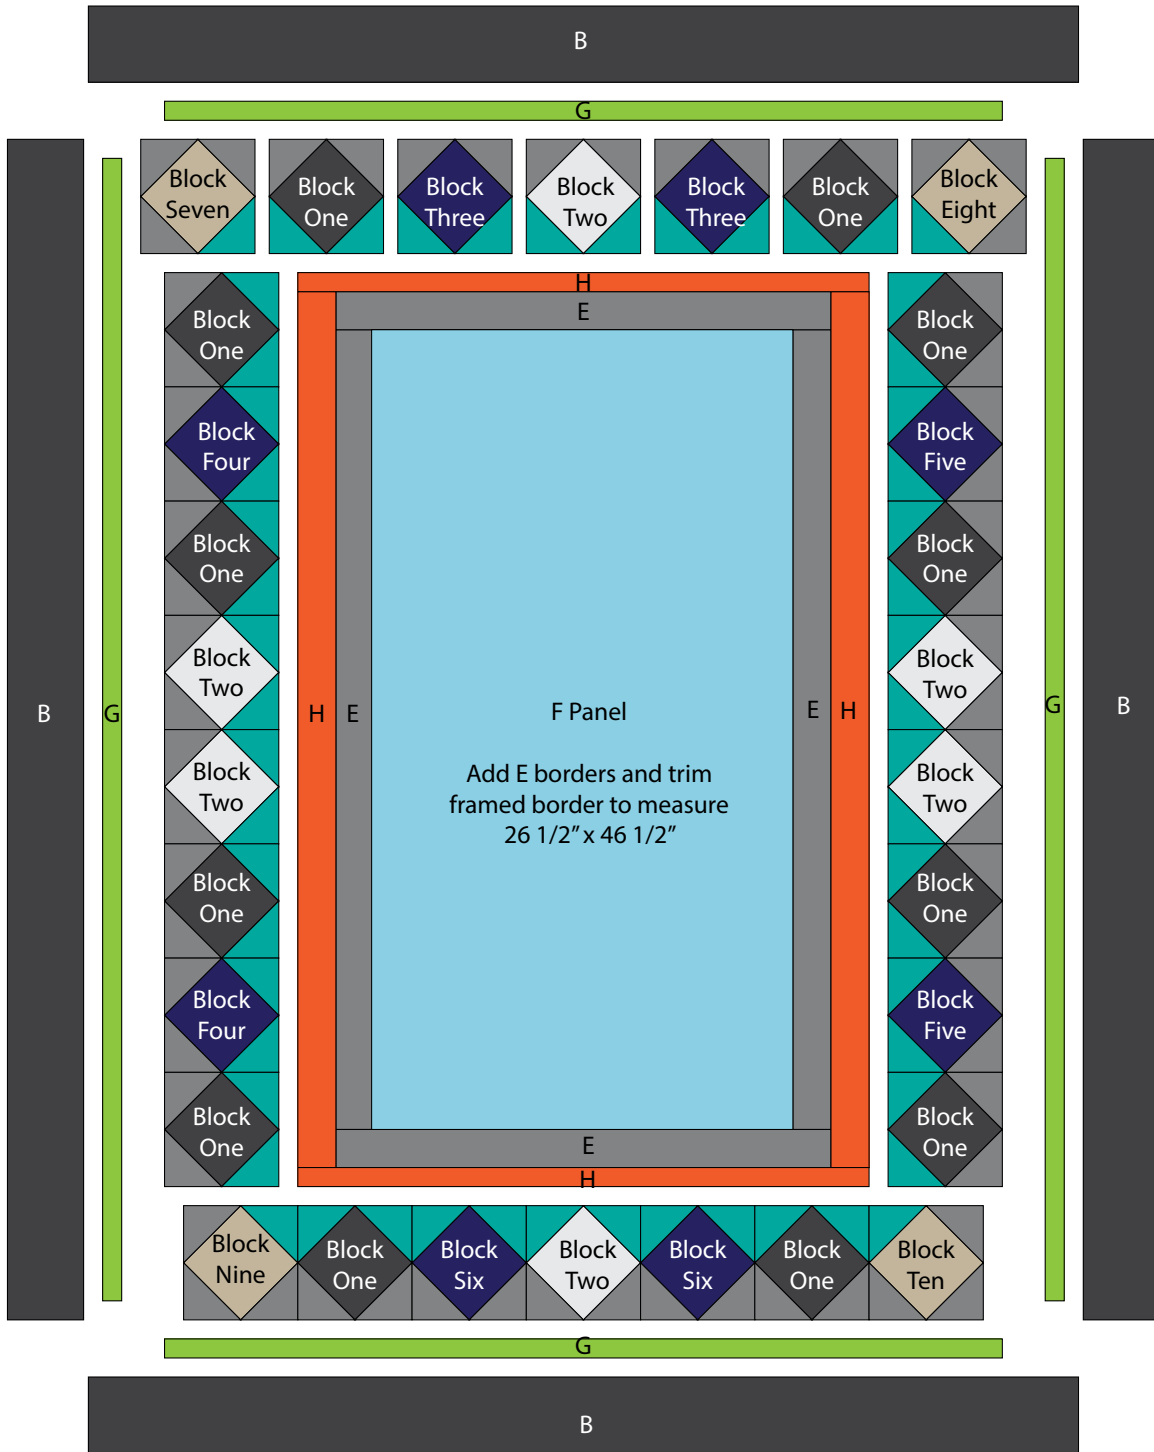 B
G
Block
Seven
Block
One
Block
Three
Block
Two
Block
Three
Block
One
Block
Eight
H
E
Block
One
Block
Four
Block
One
Block
Two
Block
Two
Block
One
Block
Four
Block
One
B
G
H
E
F Panel
Add E borders and trim
framed border to measure
26 1/2” x 46 1/2”
E
H
Block
One
Block
Five
Block
One
Block
Two
Block
Two
Block
One
Block
Five
Block
One
G
B
E
H
Block
Nine
Block
One
Block
Six
Block
Two
Block
Six
Block
One
Block
Ten
G
B